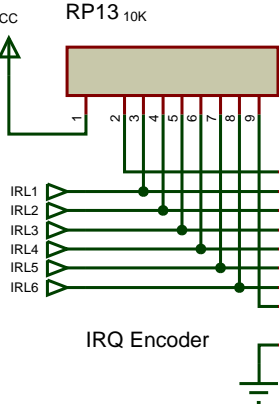 CC
RP13 10K
1
2
3
4
5
6
7
8
9
IRL1
IRL2
IRL3
IRL4
IRL5
IRL6
IRQ Encoder